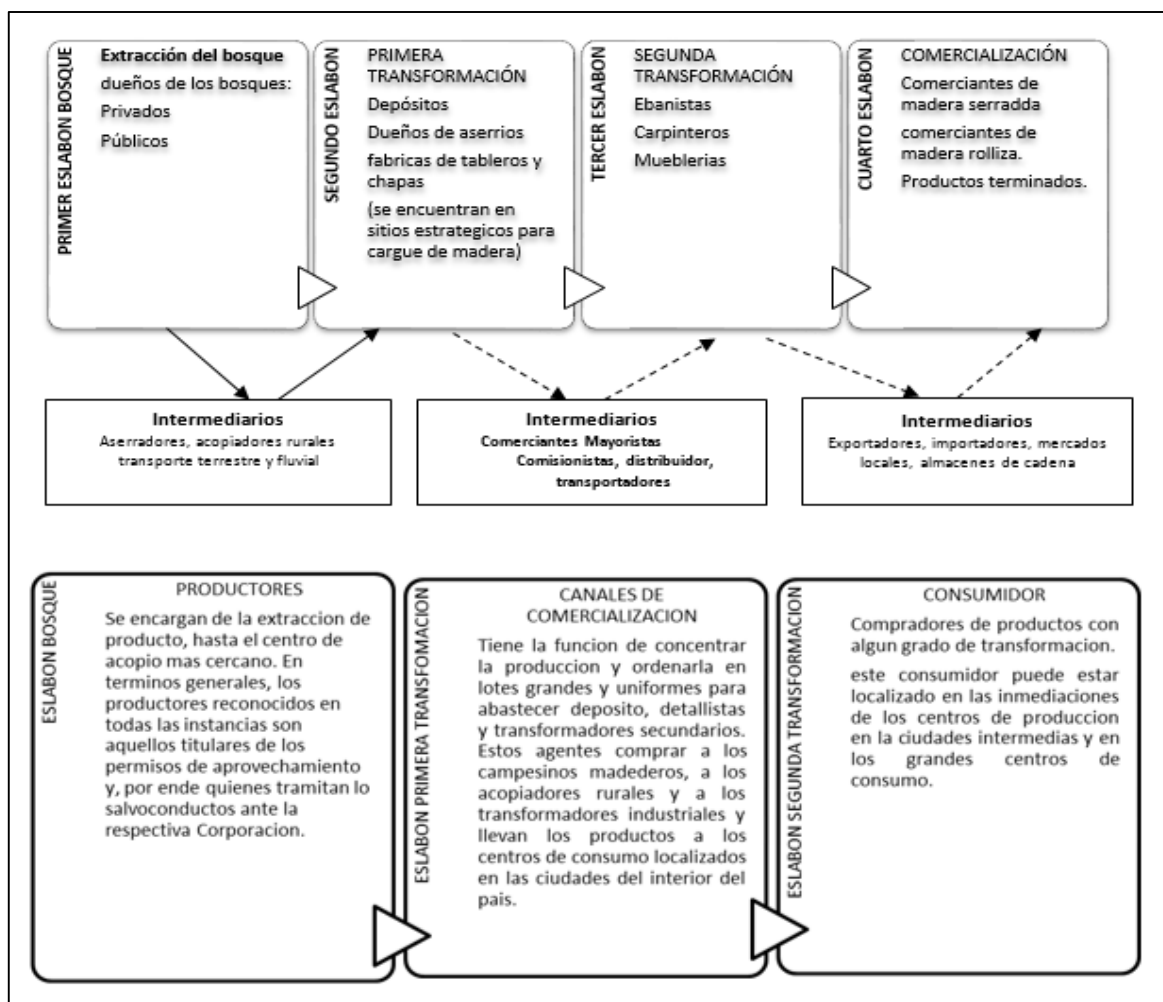 PRIMER ESLABON BOSQUE
Extracción del bosque
dueños de los bosques:
Privados
Públicos
SEGUNDO ESLABON
PRIMERA
TRANSFORMACIÓN
Depósitos
Dueños de aserrios
fabricas de tableros y
chapas
(se encuentran en
sitios estrategicos para
cargue de madera)
TERCER ESLABON
SEGUNDA
TRANSFORMACIÓN
Ebanistas
Carpinteros
Mueblerias
CUARTO ESLABON
COMERCIALIZACIÓN
Comerciantes de
madera serradda
comerciantes de
madera rolliza.
Productos terminados.
Intermediarios
Aserradores, acopiadores rurales
transporte terrestre y fluvial
Intermediarios
Comerciantes Mayoristas
Comisionistas, distribuidor,
transportadores
Intermediarios
Exportadores, importadores, mercados
locales, almacenes de cadena
ESLABON BOSQUE
PRODUCTORES
Se encargan de la extraccion de
producto, hasta el centro de
acopio mas cercano. En
terminos generales, los
productores reconocidos en
todas las instancias son
aquellos titulares de los
permisos de aprovechamiento
y, por ende quienes tramitan lo
salvoconductos ante la
respectiva Corporacion.
ESLABON PRIMERA TRANSFOMACION
CANALES DE
COMERCIALIZACION
Tiene la funcion de concentrar
la produccion y ordenarla en
lotes grandes y uniformes para
abastecer deposito, detallistas
y transformadores secundarios.
Estos agentes comprar a los
campesinos madederos, a los
acopiadores rurales y a los
transformadores industriales y
llevan los productos a los
centros de consumo localizados
en las ciudades del interior del
pais.
ESLABON SEGUNDA TRANSFORMACION
CONSUMIDOR
Compradores de productos con
algun grado de transformacion.
este consumidor puede estar
localizado en las inmediaciones
de los centros de produccion
en la ciudades intermedias y en
los grandes centros de
consumo.